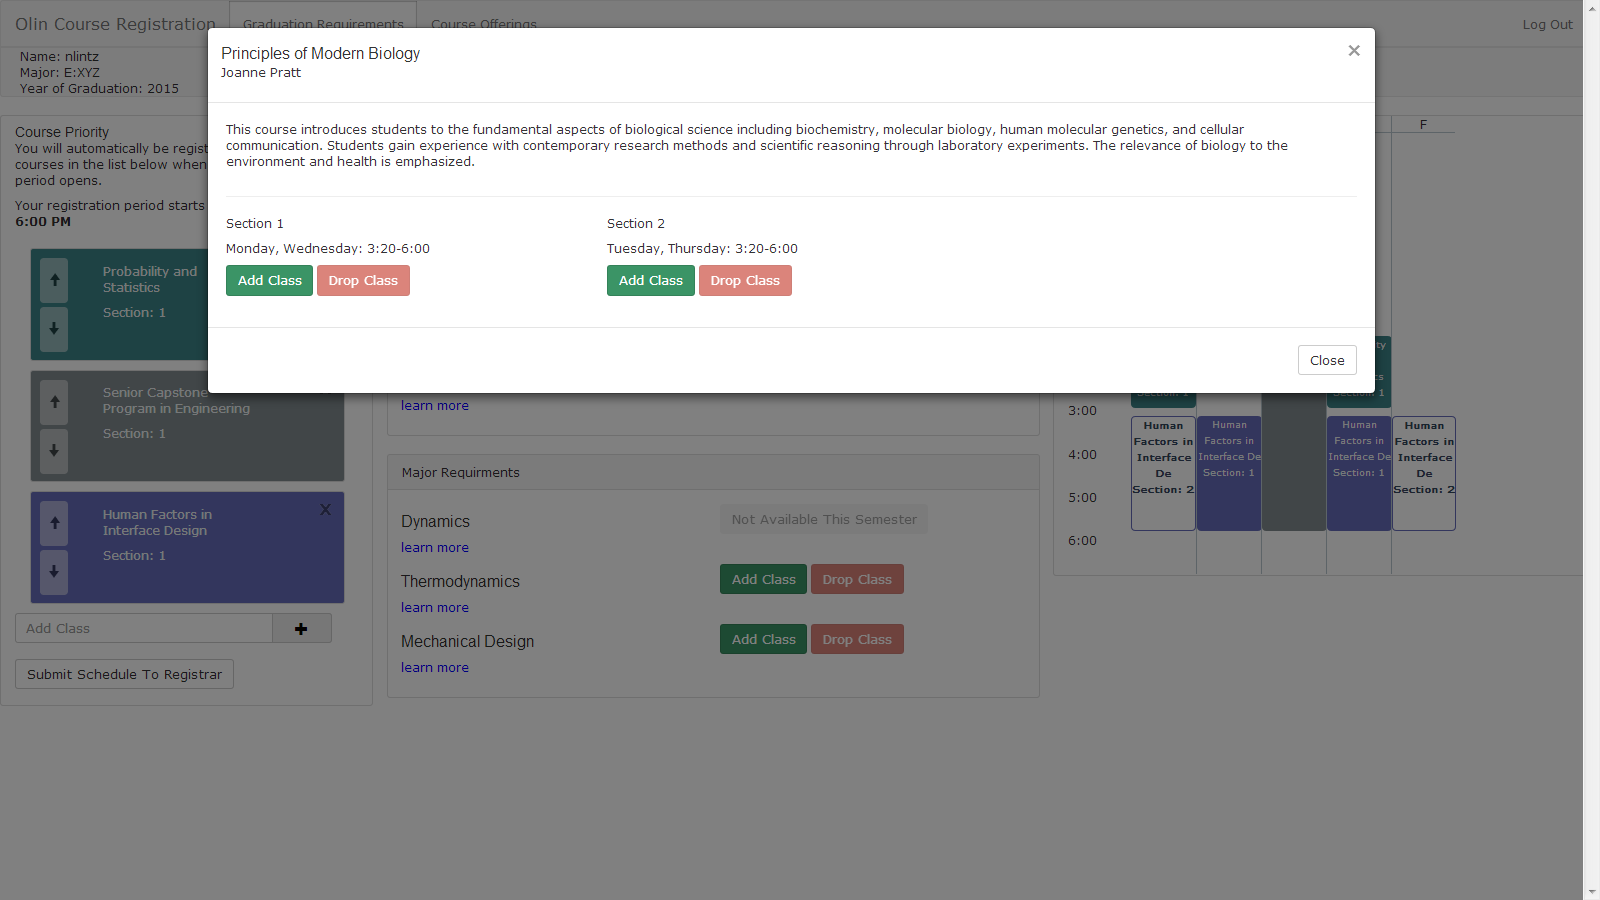 Olin Course Registration
Graduation Requirements
Course Offerings
Log Out
Name: nlintz
Major: E:XYZ
Year of Graduation: 2015
Principles of Modern Biology
×
Joanne Pratt
This course introduces students to the fundamental aspects of biological science including biochemistry, molecular biology, human molecular genetics, and cellular
communication. Students gain experience with contemporary research methods and scientific reasoning through laboratory experiments. The relevance of biology to the
environment and health is emphasized.
Section 1
Monday, Wednesday: 3:20-6:00
Add Class
Drop Class
Section 2
Tuesday, Thursday: 3:20-6:00
Add Class
Drop Class
Close
Course Priority
You will automatically be regist
courses in the list below when
period opens.
Your registration period starts
6:00 PM
Probability and
Statistics
Section: 1
Senior Capstone
Program in Engineering
Section: 1
Human Factors in
Interface Design
X
Section: 1
Add Class
Submit Schedule To Registrar
learn more
Major Requirments
Dynamics
Not Available This Semester
learn more
Thermodynamics
Add Class
Drop Class
learn more
Mechanical Design
Add Class
Drop Class
learn more
F
ty
cs
Section: 1
Section: 1
3:00
4:00
5:00
6:00
Human
Factors in
Interface
De
Section: 2
Human
Factors in
Interface De
Section: 1
Human
Factors in
Interface De
Section: 1
Human
Factors in
Interface
De
Section: 2